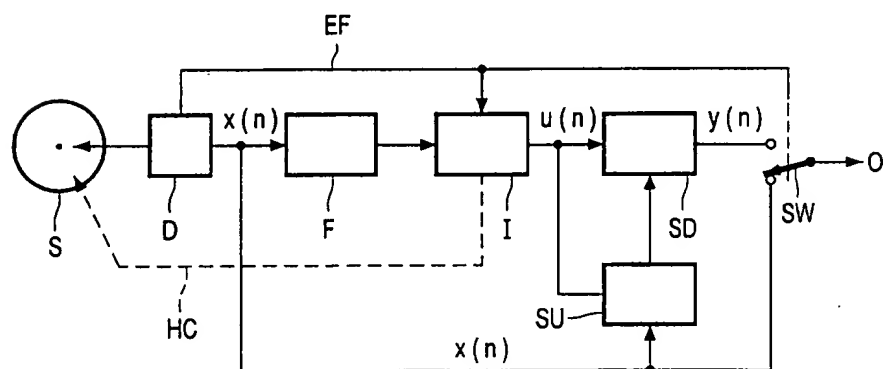 EF
x(n)
u(n)
y(n)
O
S
D
F
I
SD
SW
SU
HC
x(n)